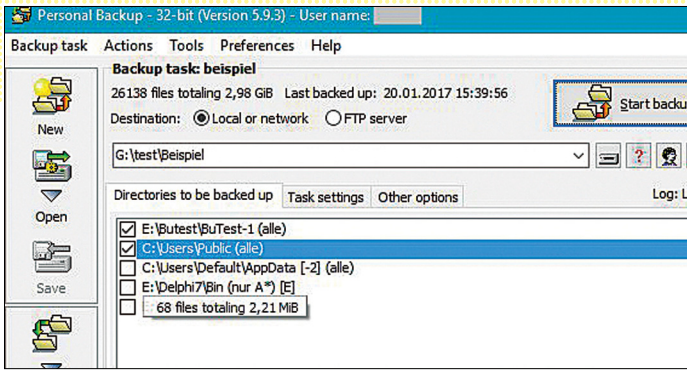 Personal Backup - 32-bit (Version 5.9.3) - User name:
Backup task Actions Tools Preferences Help
Backup task: beispiel
26138 files totaling 2,98 GiB Last backed up: 20.01.2017 15:39:56
Start backu
Destination: Local or network FTP server
New
G:\test\Beispiel
?
Directories to be backed up Task settings Other options Log: L
Open
E:\Butest\BuTest-1 (alle)
C:\Users\Public (alle)
C:\Users\Default\AppData [-2] (alle)
E:\Delphi7\Bin (nur A*) [E]
Save
68 files totaling 2,21 MiB